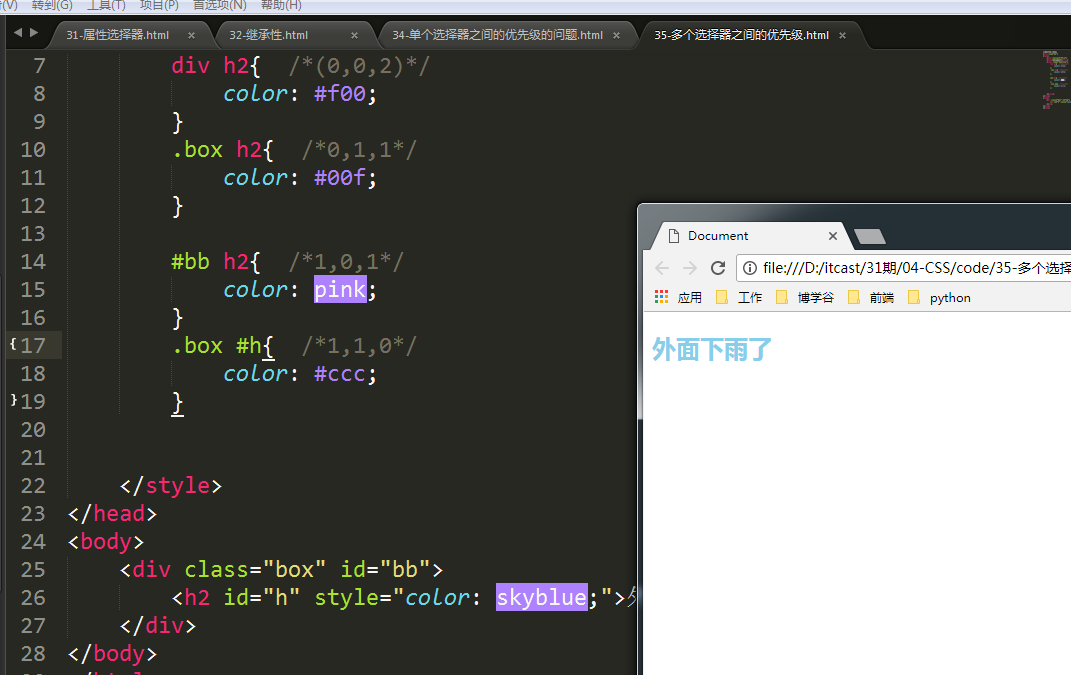 转到(G) 工具(T) 项目(P) 首选项(N) 帮助(H)
31-属性选择器.html × 32-继承性.html × 34-单个选择器之间的优先级的问题.html × 35-多个选择器之间的优先级.html ×
7 div h2{ /*(0,0,2)*/
8 color: #f00;
9 }
10 .box h2{ /*0,1,1*/
11 color: #00f;
12 }
13
14 #bb h2{ /*1,0,1*/
15 color: pink;
16 }
17 .box #h{ /*1,1,0*/
18 color: #ccc;
19 }
20
21
22 </style>
23 </head>
24 <body>
25 <div class="box" id="bb">
26 <h2 id="h" style="color: skyblue;">
27 </div>
28 </body>
Document ×
file:///D:/itcast/31期/04-CSS/code/35-多个选择
应用 工作 博学谷 前端 python
外面下雨了